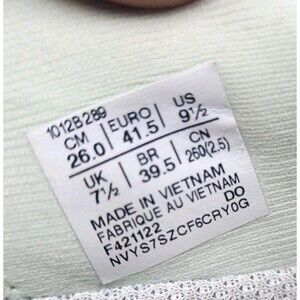 1012B289
CM EURO US
26.0 41.5 9½
UK BR CN
7½ 39.5 260(2.5)
MADE IN VIETNAM
FABRIQUE AU VIETNAM
F421122 DO
NVYS7SZCF6CRY0G